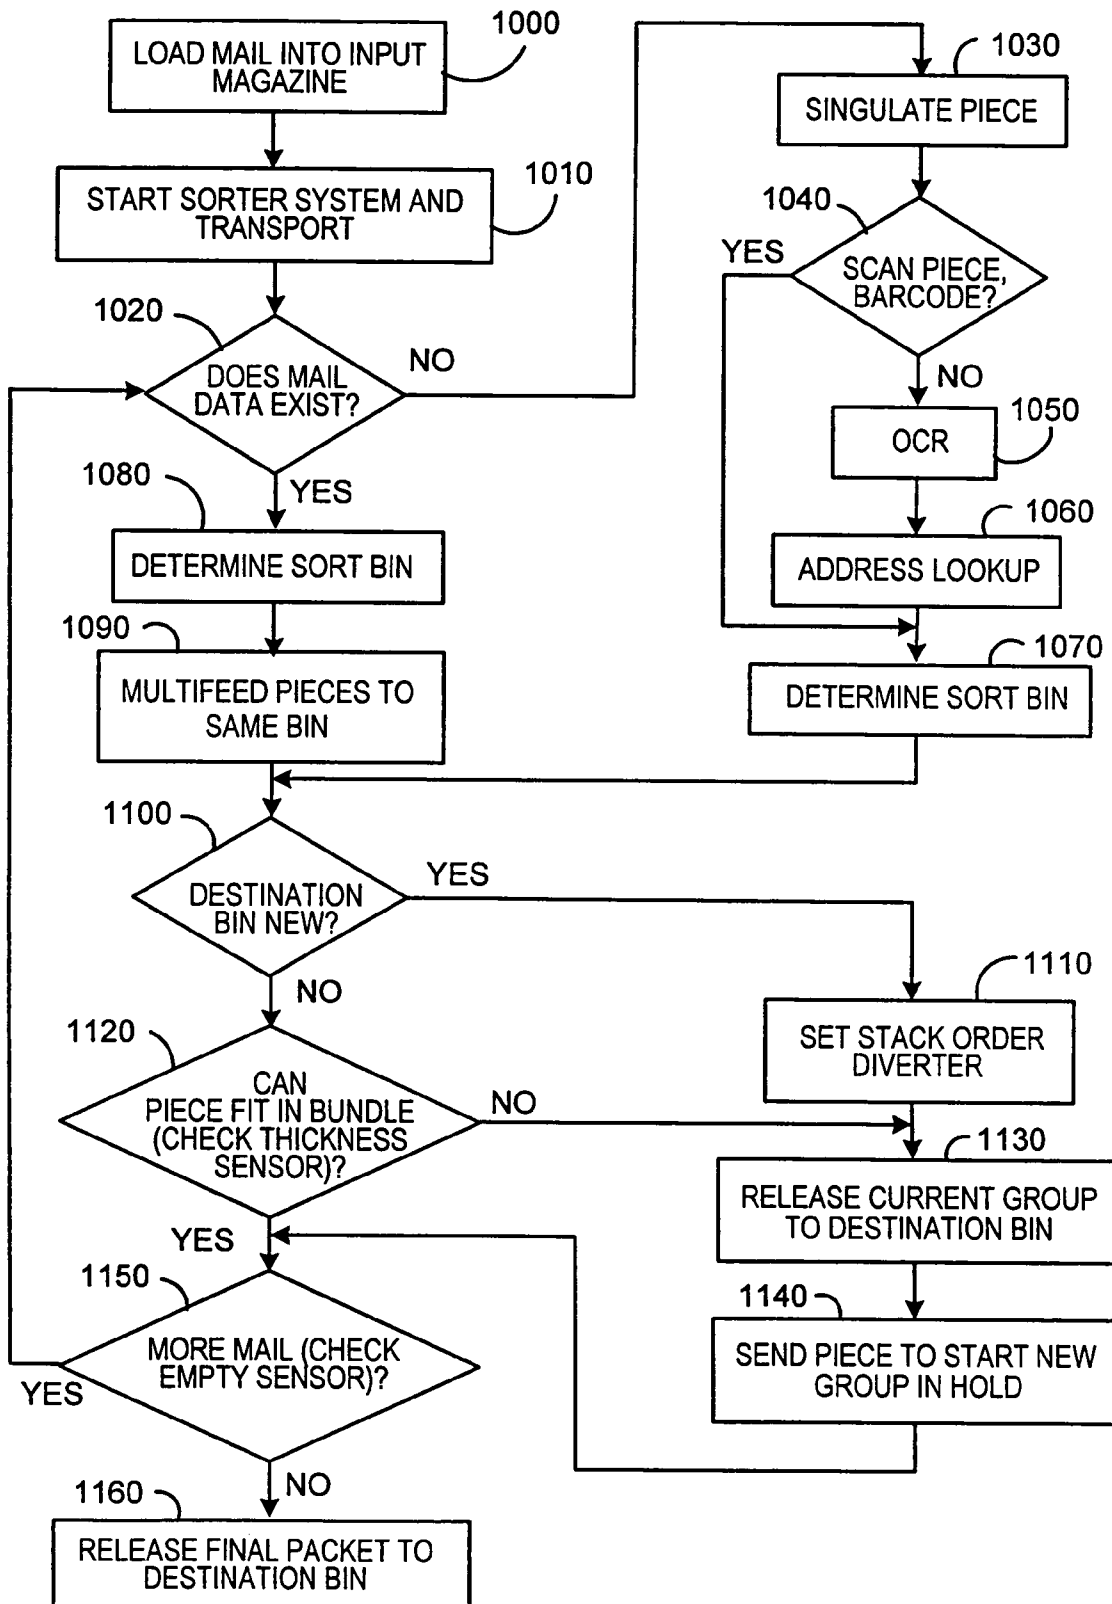 1000
LOAD MAIL INTO INPUT
MAGAZINE
1010
START SORTER SYSTEM AND
TRANSPORT
1020
DOES MAIL
DATA EXIST?
NO
YES
1030
SINGULATE PIECE
1040
YES
SCAN PIECE,
BARCODE?
NO
1050
OCR
1060
ADDRESS LOOKUP
1070
DETERMINE SORT BIN
1080
DETERMINE SORT BIN
1090
MULTIFEED PIECES TO
SAME BIN
1100
DESTINATION
BIN NEW?
YES
NO
1110
SET STACK ORDER
DIVERTER
1120
CAN
PIECE FIT IN BUNDLE
(CHECK THICKNESS
SENSOR)?
NO
YES
1130
RELEASE CURRENT GROUP
TO DESTINATION BIN
1140
SEND PIECE TO START NEW
GROUP IN HOLD
1150
MORE MAIL (CHECK
EMPTY SENSOR)?
YES
NO
1160
RELEASE FINAL PACKET TO
DESTINATION BIN